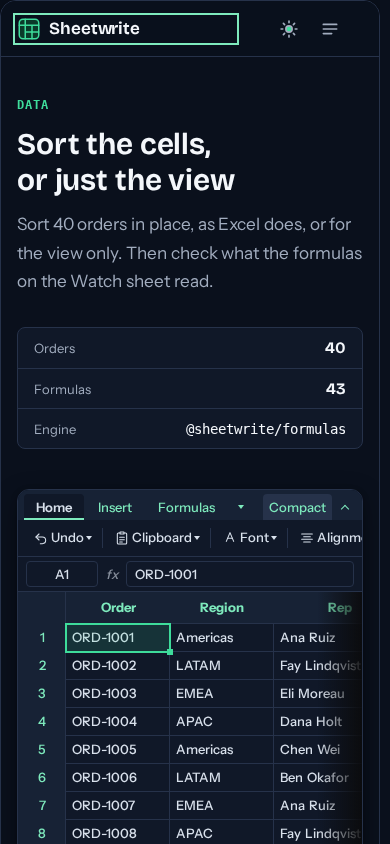 Sheetwrite
DATA
Sort the cells,
or just the view
Sort 40 orders in place, as Excel does, or for
the view only. Then check what the formulas
on the Watch sheet read.
Orders 40
Formulas 43
Engine @sheetwrite/formulas
Home Insert Formulas Compact
Undo Clipboard Font Alignm
A1 fx ORD-1001
Order Region Rep
1 ORD-1001 Americas Ana Ruiz
2 ORD-1002 LATAM Fay Lindqvist
3 ORD-1003 EMEA Eli Moreau
4 ORD-1004 APAC Dana Holt
5 ORD-1005 Americas Chen Wei
6 ORD-1006 LATAM Ben Okafor
7 ORD-1007 EMEA Ana Ruiz
8 ORD-1008 APAC Fay Lindqvist